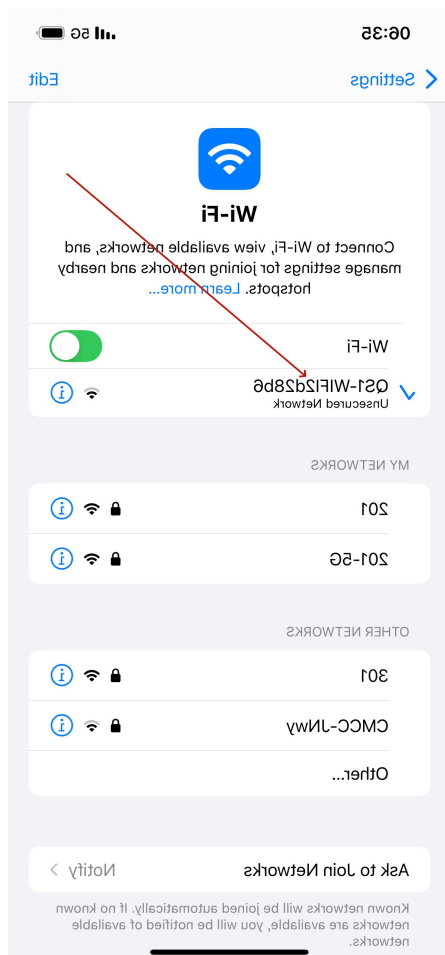 06:35
5G
Settings
Edit
Wi-Fi
Connect to Wi-Fi, view available networks, and
manage settings for joining networks and nearby
hotspots. Learn more...
Wi-Fi
QS1-WIFI2d28b6
Unsecured Network
MY NETWORKS
201
201-5G
OTHER NETWORKS
301
CMCC-JNwy
Other...
Ask to Join Networks
Notify
Known networks will be joined automatically. If no known
networks are available, you will be notified of available
networks.